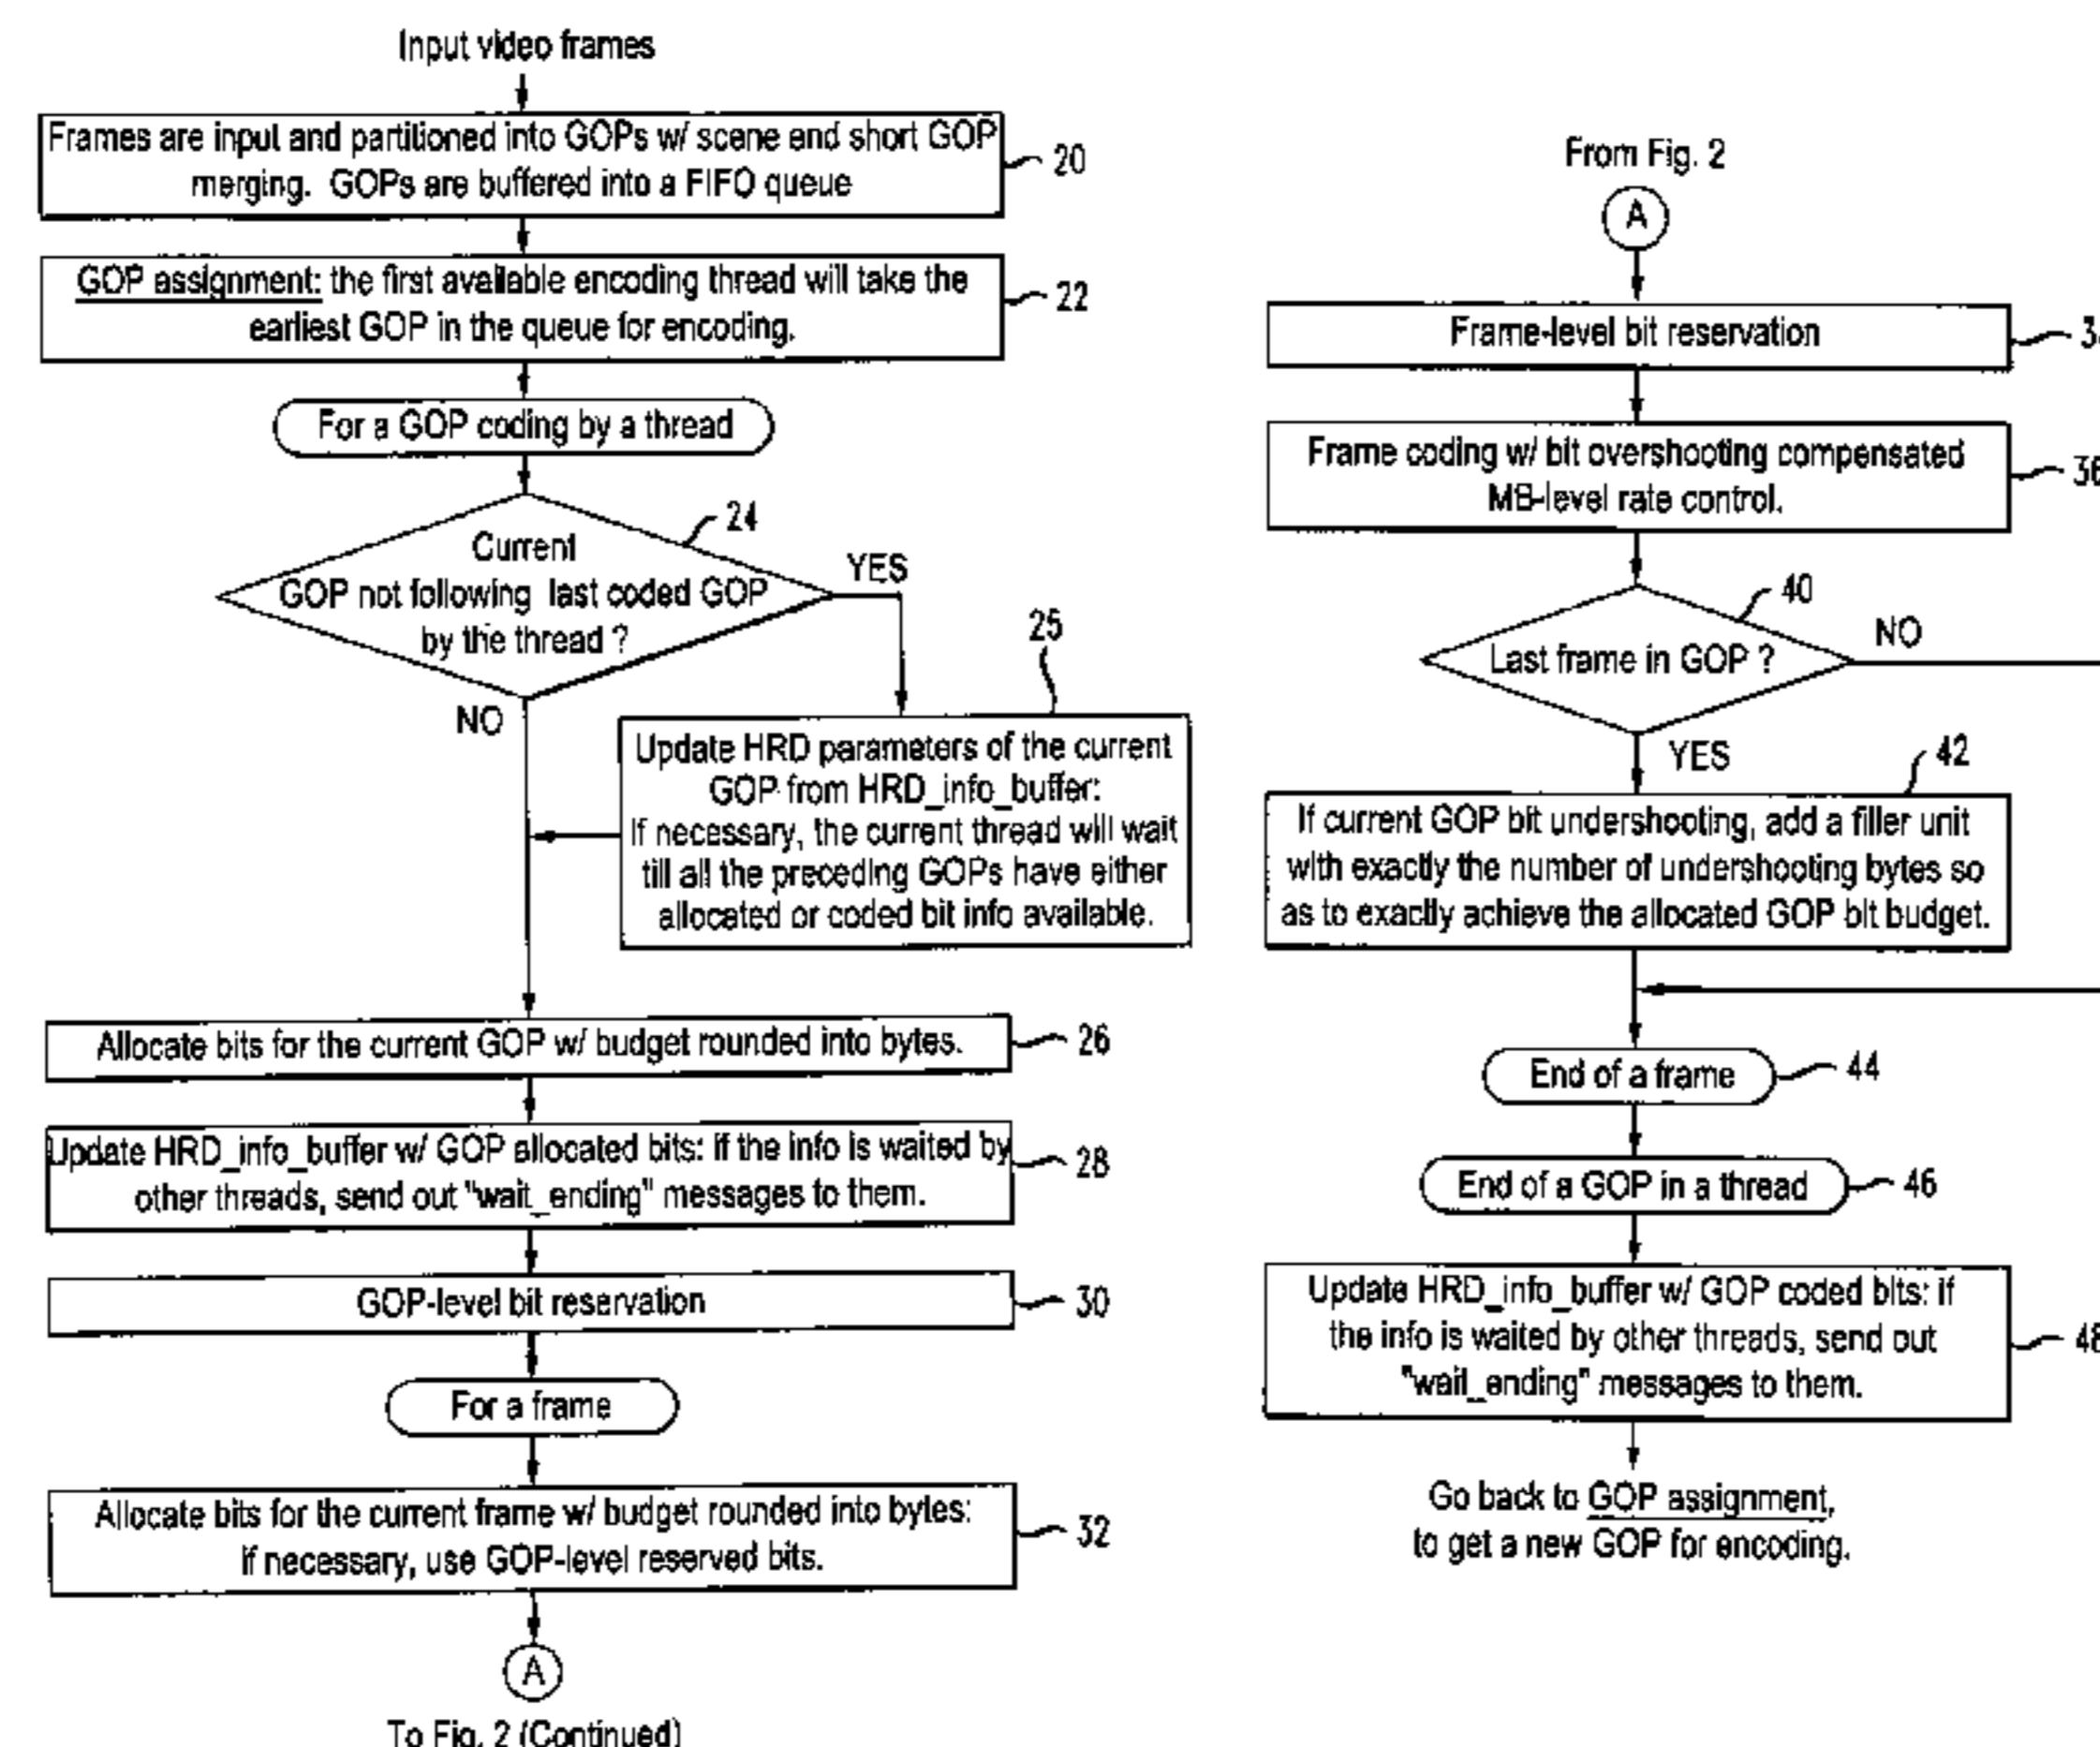 Input video frames
Frames are input and partitioned into GOPs w/ scene end short GOP
merging. GOPs are buffered into a FIFO queue
20
GOP assignment: the first available encoding thread will take the
earliest GOP in the queue for encoding.
22
For a GOP coding by a thread
24
Current
GOP not following last coded GOP
by the thread ?
YES
NO
25
Update HRD parameters of the current
GOP from HRD_info_buffer:
If necessary, the current thread will wait
till all the preceding GOPs have either
allocated or coded bit info available.
Allocate bits for the current GOP w/ budget rounded into bytes.
26
Update HRD_info_buffer w/ GOP allocated bits: if the info is waited by
other threads, send out "wait_ending" messages to them.
28
GOP-level bit reservation
30
For a frame
Allocate bits for the current frame w/ budget rounded into bytes:
if necessary, use GOP-level reserved bits.
32
A
To Fig. 2 (Continued)
From Fig. 2
A
Frame-level bit reservation
Frame coding w/ bit overshooting compensated
MB-level rate control.
36
40
Last frame in GOP ?
NO
YES
42
If current GOP bit undershooting, add a filler unit
with exactly the number of undershooting bytes so
as to exactly achieve the allocated GOP bit budget.
End of a frame
44
End of a GOP in a thread
46
Update HRD_info_buffer w/ GOP coded bits: if
the info is waited by other threads, send out
"wait_ending" messages to them.
48
Go back to GOP assignment,
to get a new GOP for encoding.